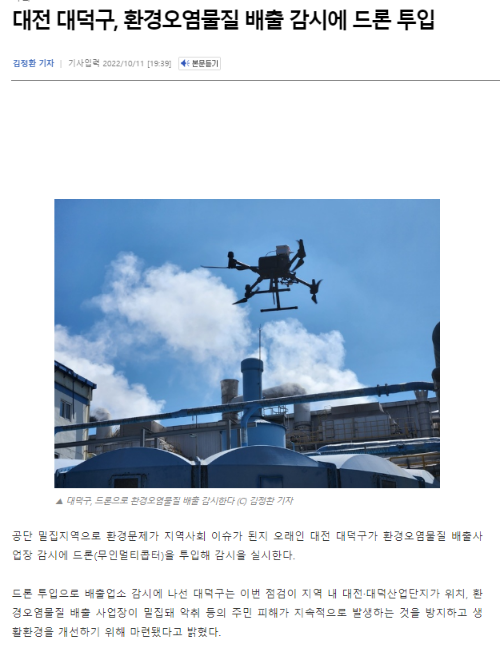 대전 대덕구, 환경오염물질 배출 감시에 드론 투입
김정환 기자 | 기사입력 2022/10/11 [19:39] 본문듣기
▲ 대덕구, 드론으로 환경오염물질 배출 감시한다 (C) 김정환 기자
공단 밀집지역으로 환경문제가 지역사회 이슈가 된지 오래인 대전 대덕구가 환경오염물질 배출사
업장 감시에 드론(무인멀티콥터)을 투입해 감시을 실시한다.
드론 투입으로 배출업소 감시에 나선 대덕구는 이번 점검이 지역 내 대전·대덕산업단지가 위치, 환
경오염물질 배출 사업장이 밀집돼 악취 등의 주민 피해가 지속적으로 발생하는 것을 방지하고 생
활환경을 개선하기 위해 마련됐다고 밝혔다.